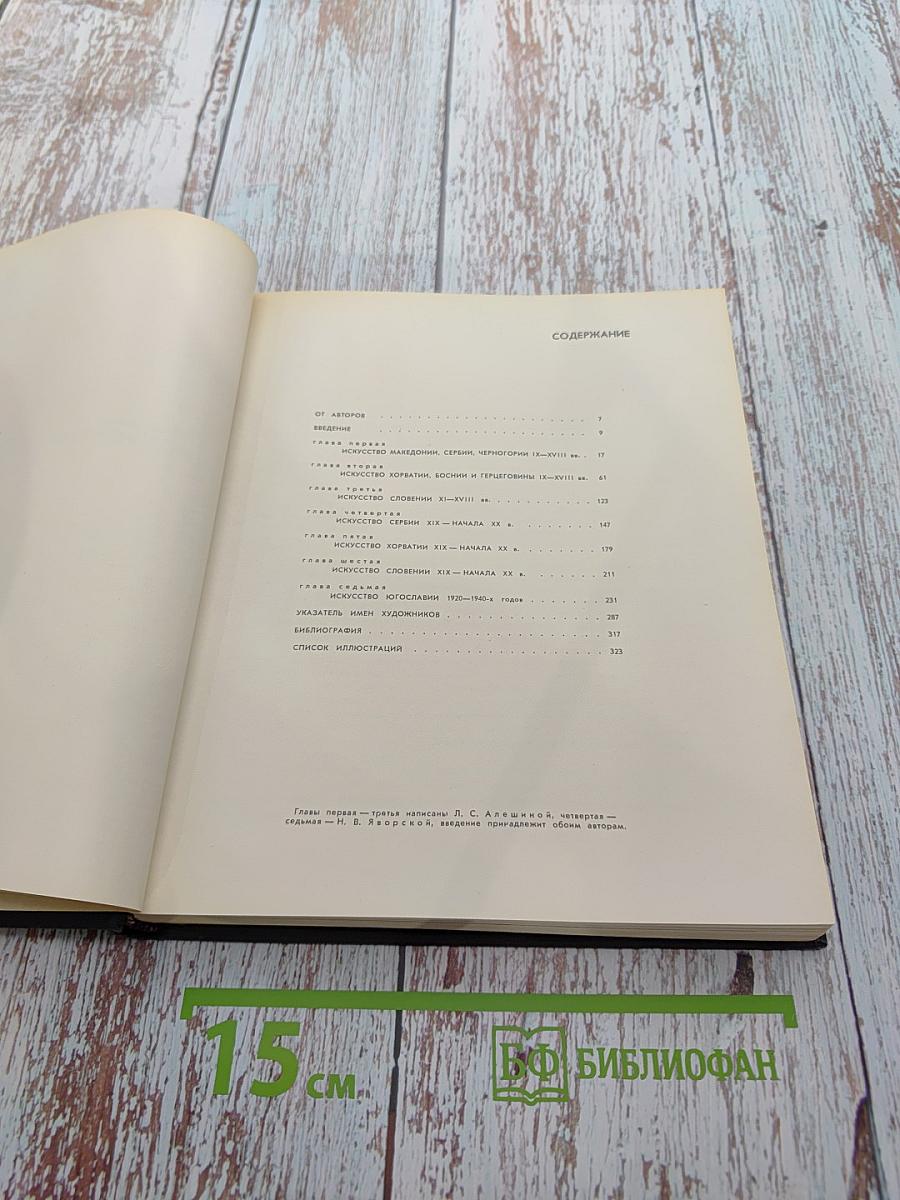 СОДЕРЖАНИЕ
ОТ АВТОРОВ . . . . . . . . . . . . . . . . . . . . . . 7
ВВЕДЕНИЕ . . . . . . . . . . . . . . . . . . . . . . 9
глава первая
ИСКУССТВО МАКЕДОНИИ, СЕРБИИ, ЧЕРНОГОРИИ IX—XVIII вв. . 17
глава вторая
ИСКУССТВО ХОРВАТИИ, БОСНИИ И ГЕРЦЕГОВИНЫ IX—XVIII вв. 61
глава третья
ИСКУССТВО СЛОВЕНИИ XI—XVIII вв. . . . . . . . . . . 123
глава четвертая
ИСКУССТВО СЕРБИИ XIX — НАЧАЛА XX в. . . . . . . . 147
глава пятая
ИСКУССТВО ХОРВАТИИ XIX — НАЧАЛА XX в. . . . . . . . 179
глава шестая
ИСКУССТВО СЛОВЕНИИ XIX — НАЧАЛА XX в. . . . . . . 211
глава седьмая
ИСКУССТВО ЮГОСЛАВИИ 1920—1940-х годов . . . . . . . . 231
УКАЗАТЕЛЬ ИМЕН ХУДОЖНИКОВ . . . . . . . . . . . . . . 287
БИБЛИОГРАФИЯ . . . . . . . . . . . . . . . . . . . . . 317
СПИСОК ИЛЛЮСТРАЦИЙ . . . . . . . . . . . . . . . . . 323
Главы первая — третья написаны Л. С. Алешиной, четвертая —
седьмая — Н. В. Яворской, введение принадлежит обоим авторам.
15 см
БФ БИБЛИОФАН